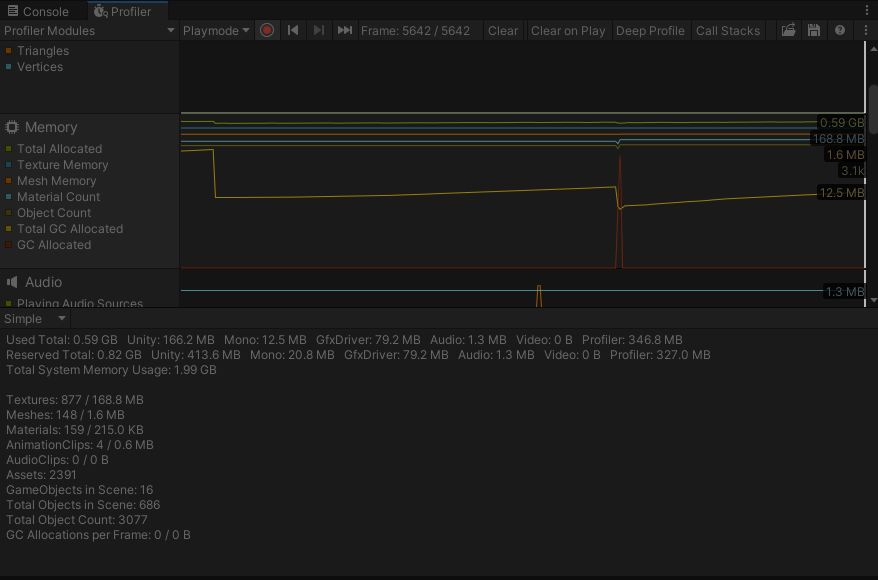 Console Profiler
Profiler Modules Playmode Frame: 5642 / 5642 Clear Clear on Play Deep Profile Call Stacks
Triangles
Vertices
Memory
Total Allocated
Texture Memory
Mesh Memory
Material Count
Object Count
Total GC Allocated
GC Allocated
0.59 GB
168.8 MB
1.6 MB
3.1k
12.5 MB
Audio
Playing Audio Sources
1.3 MB
Simple
Used Total: 0.59 GB Unity: 166.2 MB Mono: 12.5 MB GfxDriver: 79.2 MB Audio: 1.3 MB Video: 0 B Profiler: 346.8 MB
Reserved Total: 0.82 GB Unity: 413.6 MB Mono: 20.8 MB GfxDriver: 79.2 MB Audio: 1.3 MB Video: 0 B Profiler: 327.0 MB
Total System Memory Usage: 1.99 GB
Textures: 877 / 168.8 MB
Meshes: 148 / 1.6 MB
Materials: 159 / 215.0 KB
AnimationClips: 4 / 0.6 MB
AudioClips: 0 / 0 B
Assets: 2391
GameObjects in Scene: 16
Total Objects in Scene: 686
Total Object Count: 3077
GC Allocations per Frame: 0 / 0 B